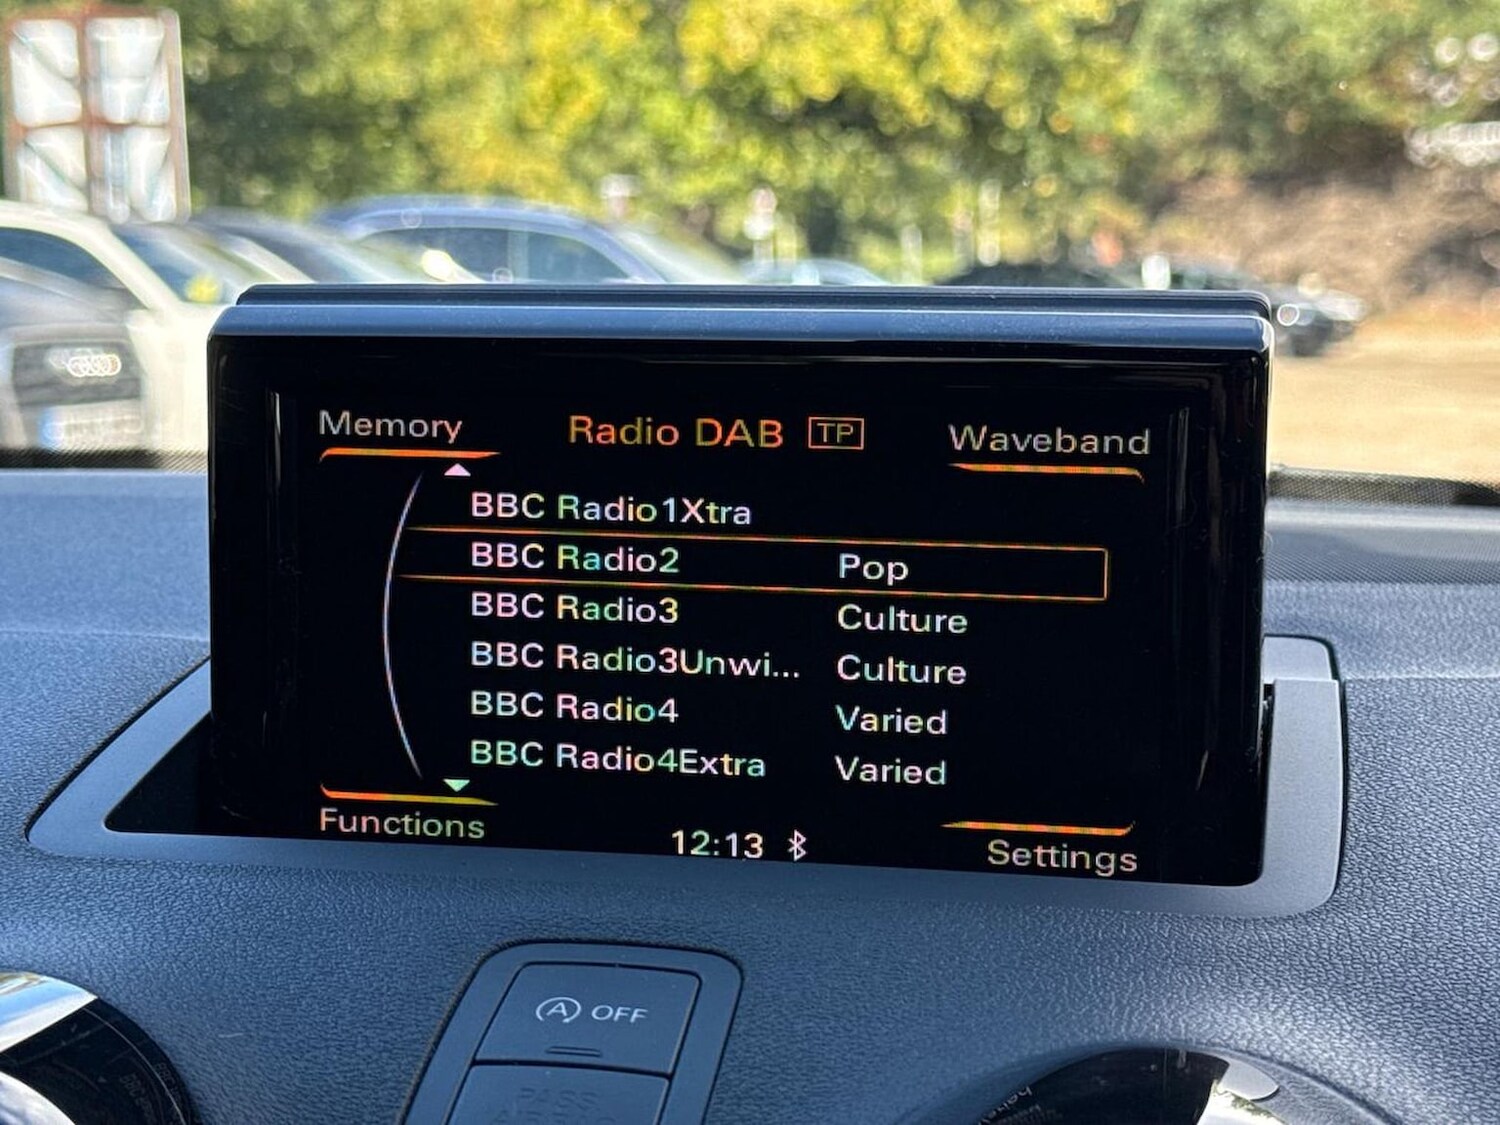 Memory
Radio DAB TP
Waveband
BBC Radio1Xtra
BBC Radio2 Pop
BBC Radio3 Culture
BBC Radio3Unwi... Culture
BBC Radio4 Varied
BBC Radio4Extra Varied
Functions
12:13
Settings
A OFF